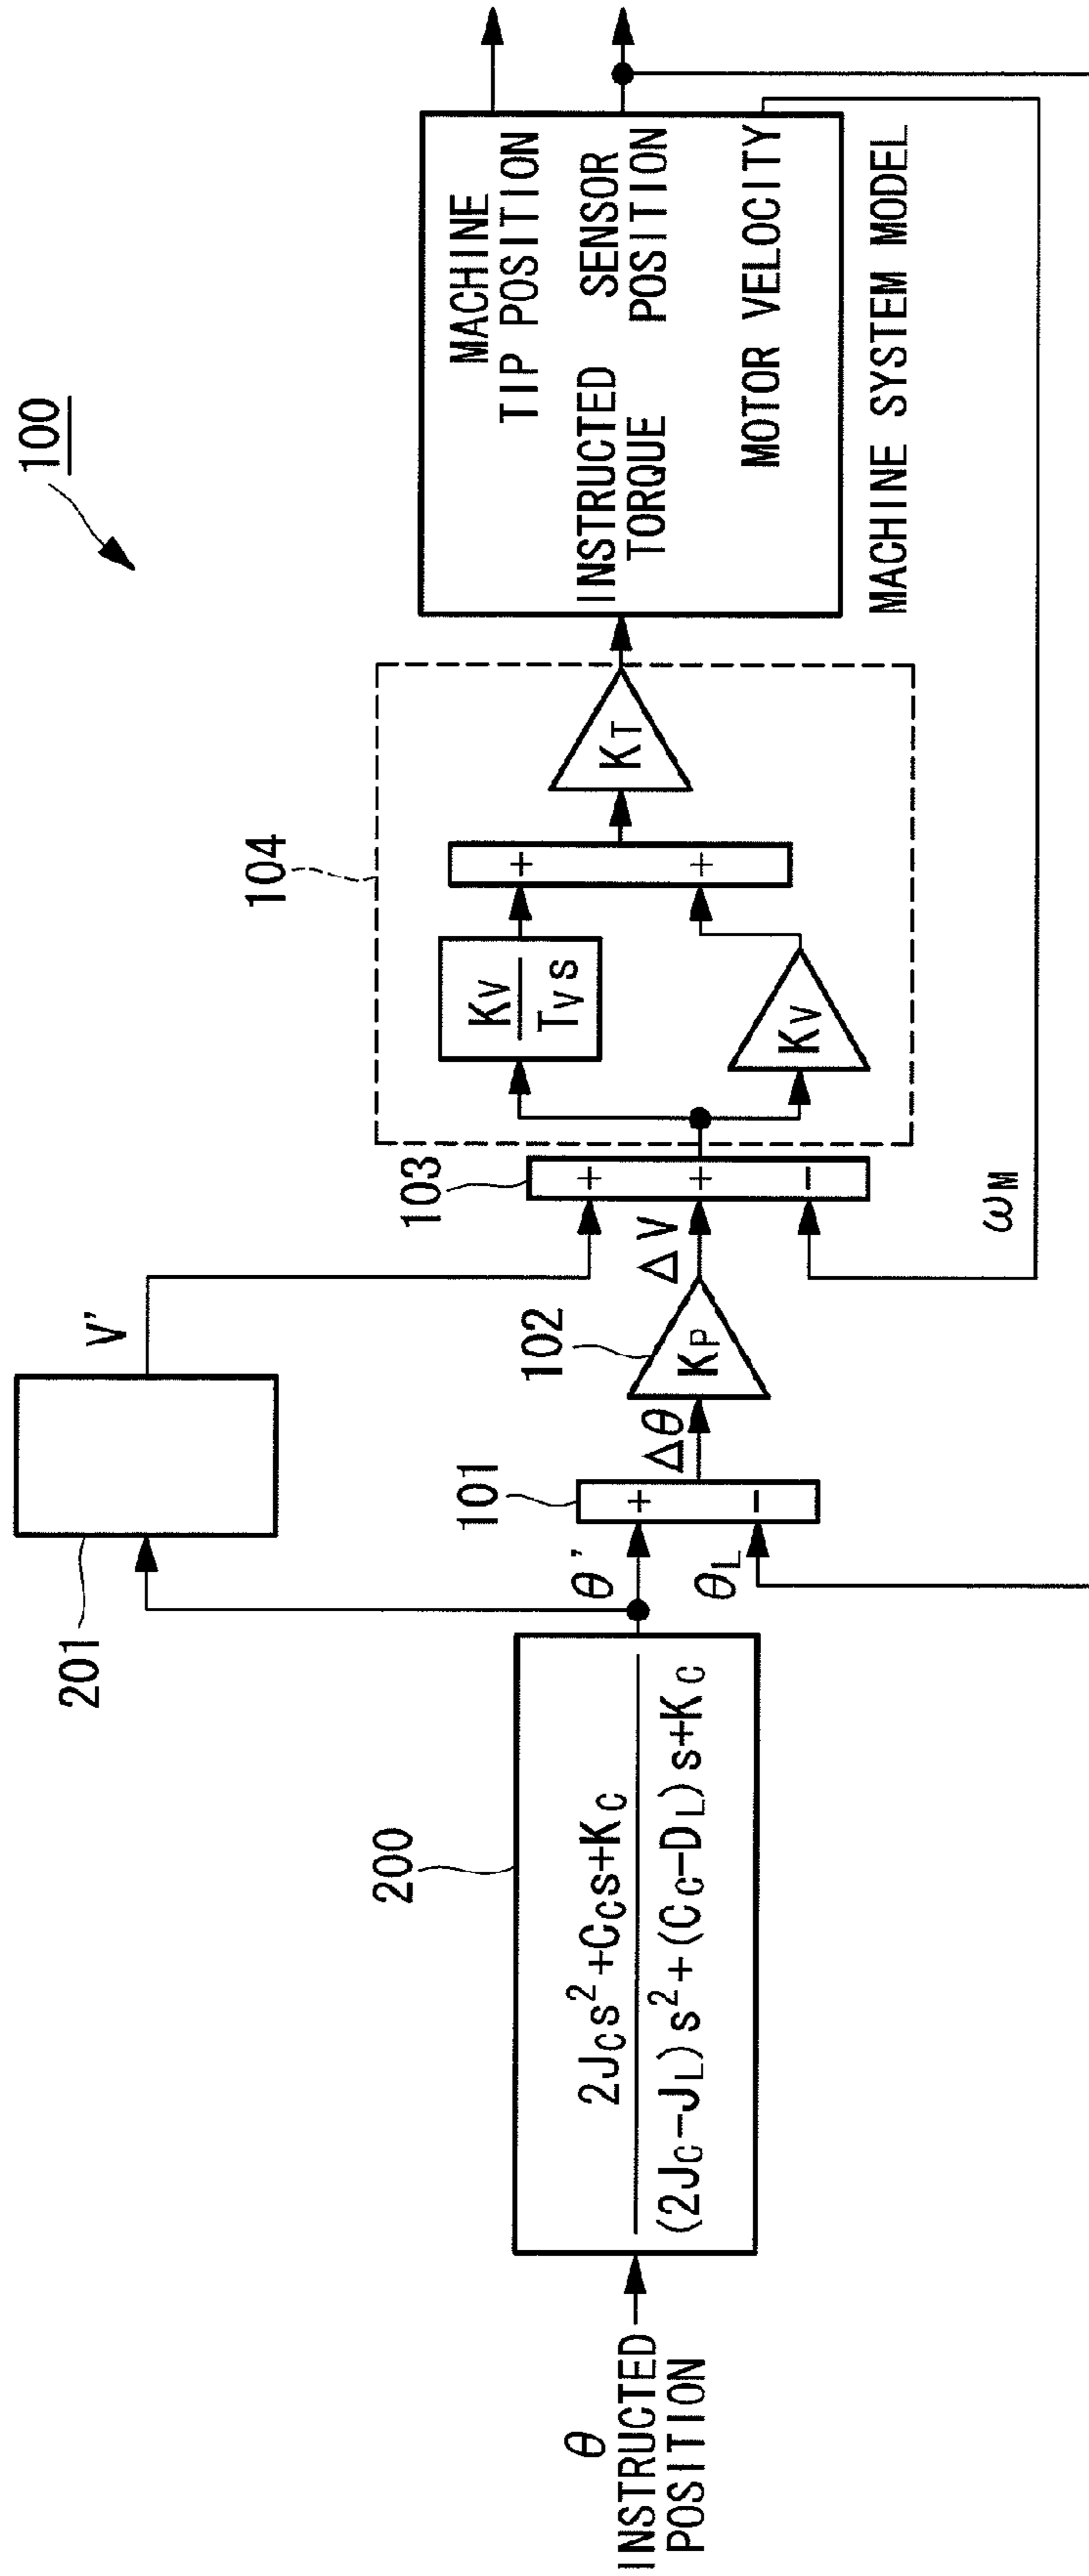 100
θ
INSTRUCTED
POSITION
200
2JCs²+CCs+KC
(2JC-JL)s²+(CC-DL)s+KC
201
V'
θ'
θL
101
+
-
Δθ
102
KP
ΔV
103
+
+
-
ωM
104
KV
TVs
KV
+
+
KT
MACHINE
TIP POSITION
INSTRUCTED
TORQUE
SENSOR
POSITION
MOTOR VELOCITY
MACHINE SYSTEM MODEL